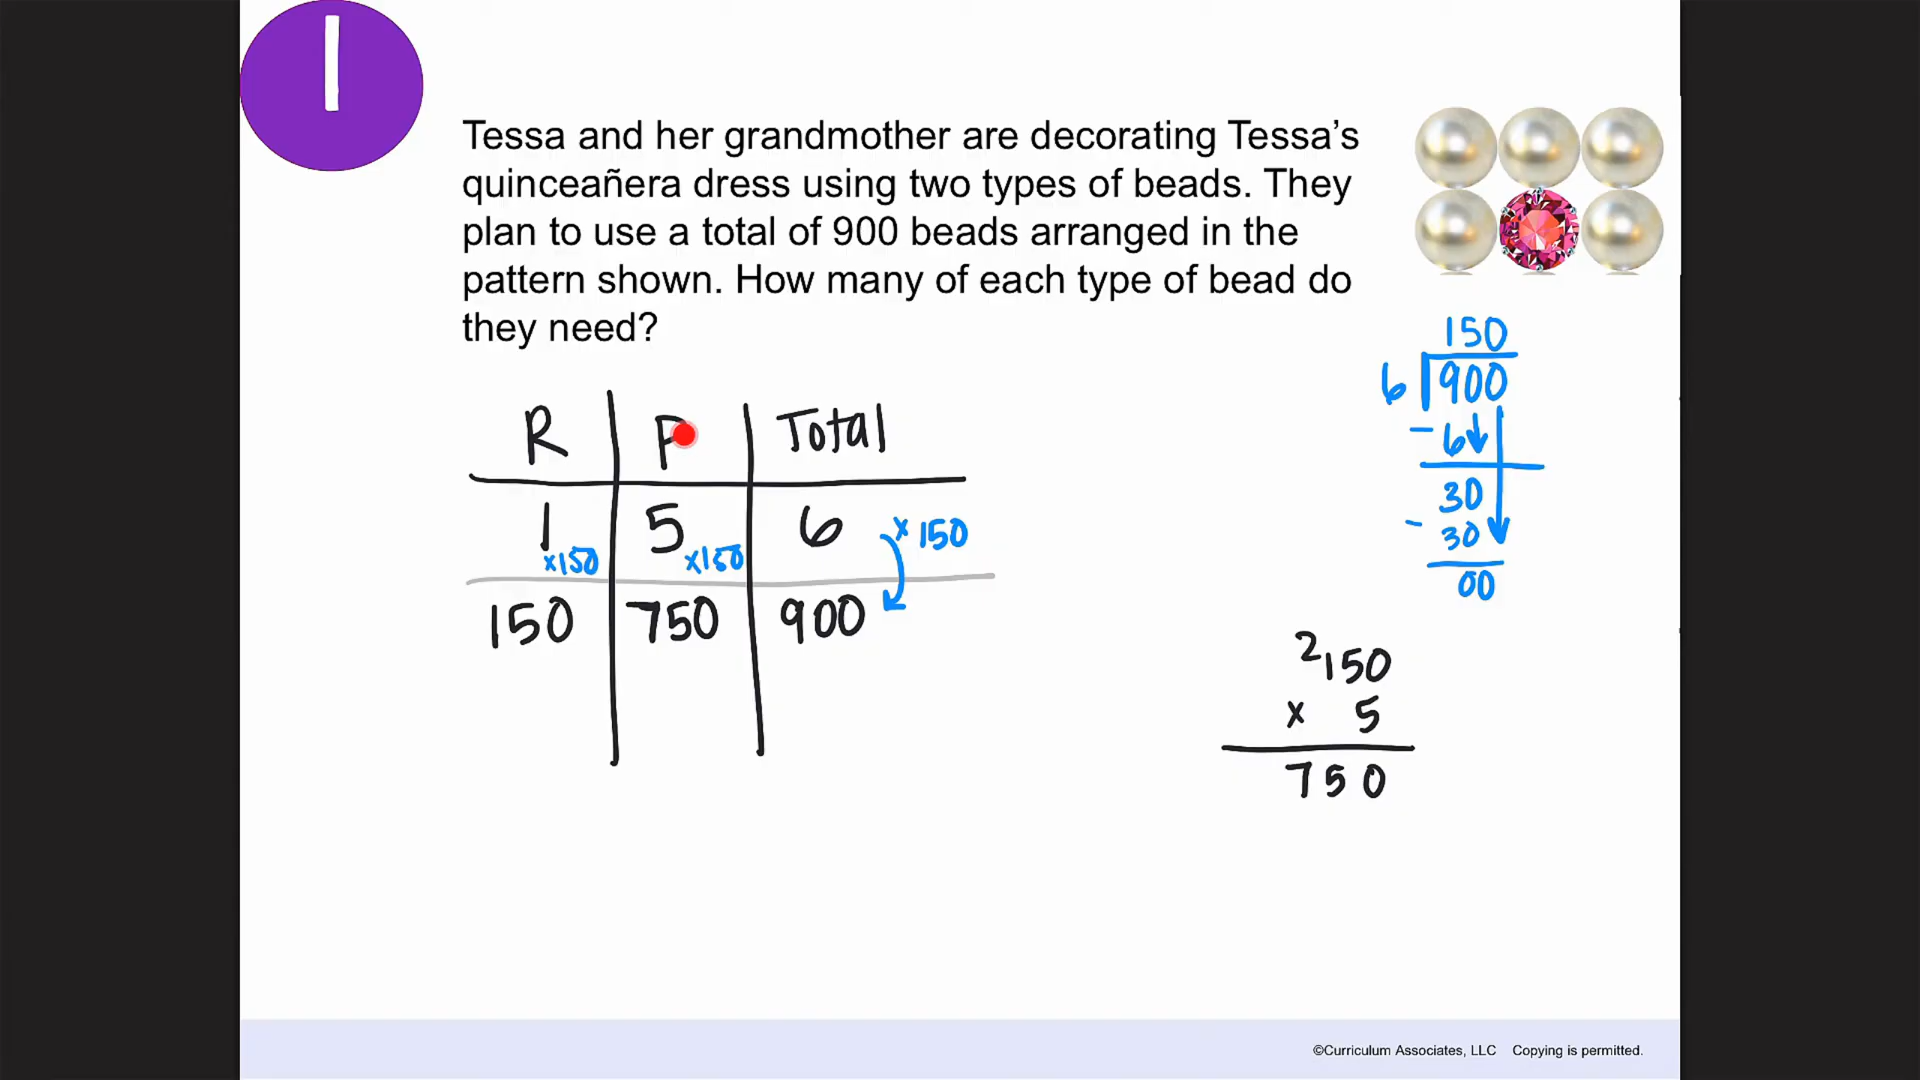 1
Tessa and her grandmother are decorating Tessa’s
quinceañera dress using two types of beads. They
plan to use a total of 900 beads arranged in the
pattern shown. How many of each type of bead do
they need?
R P Total
1 5 6 x 150
x150 x150
150 750 900
150
6 900
- 6
30
- 30
00
2
150
x 5
750
©Curriculum Associates, LLC Copying is permitted.